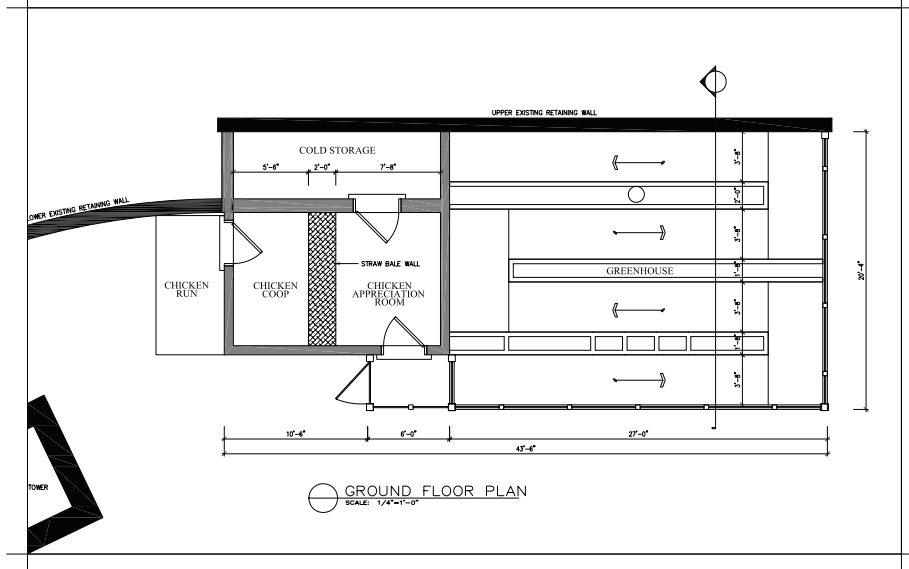 UPPER EXISTING RETAINING WALL
COLD STORAGE
5'-6"
2'-0"
7'-8"
3'-8"
2'-0"
LOWER EXISTING RETAINING WALL
3'-8"
STRAW BALE WALL
GREENHOUSE
1'-8"
20'-4"
CHICKEN
RUN
CHICKEN
COOP
CHICKEN
APPRECIATION
ROOM
3'-8"
1'-8"
3'-8"
10'-6"
6'-0"
27'-0"
43'-6"
TOWER
GROUND FLOOR PLAN
SCALE: 1/4"=1'-0"